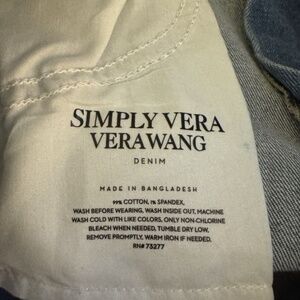 SIMPLY VERA
VERAWANG
DENIM
MADE IN BANGLADESH
99% COTTON, 1% SPANDEX,
WASH BEFORE WEARING, WASH INSIDE OUT, MACHINE
WASH COLD WITH LIKE COLORS, ONLY NON-CHLORINE
BLEACH WHEN NEEDED, TUMBLE DRY LOW.
REMOVE PROMPTLY, WARM IRON IF NEEDED.
RN# 73277